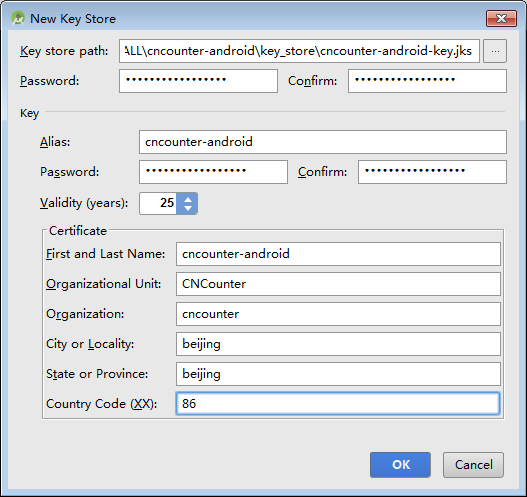 New Key Store
Key store path: ALL\cncounter-android\key_store\cncounter-android-key.jks ...
Password: ••••••••••••••••• Confirm: •••••••••••••••••
Key
Alias: cncounter-android
Password: ••••••••••••••••• Confirm: •••••••••••••••••
Validity (years): 25
Certificate
First and Last Name: cncounter-android
Organizational Unit: CNCounter
Organization: cncounter
City or Locality: beijing
State or Province: beijing
Country Code (XX): 86
OK Cancel